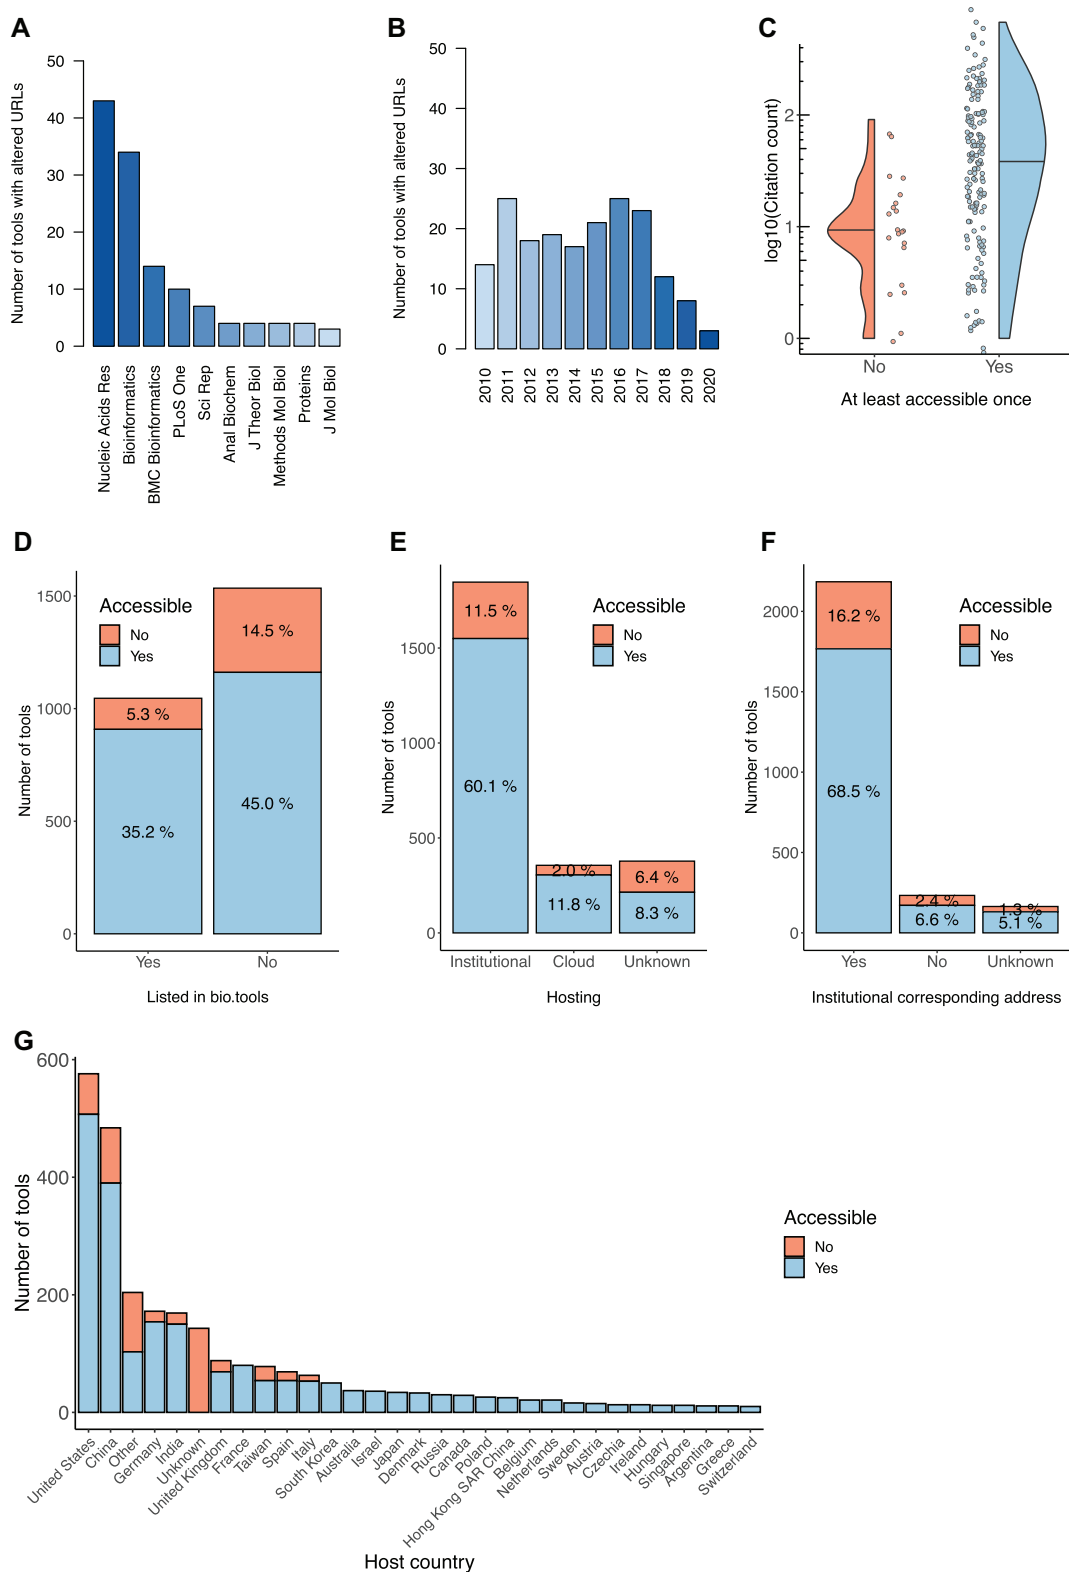 A
Number of tools with altered URLs
50
40
30
20
10
0
Nucleic Acids Res
Bioinformatics
BMC Bioinformatics
PLoS One
Sci Rep
Anal Biochem
J Theor Biol
Methods Mol Biol
Proteins
J Mol Biol
B
Number of tools with altered URLs
50
40
30
20
10
0
2010
2011
2012
2013
2014
2015
2016
2017
2018
2019
2020
C
log10(Citation count)
2
1
0
No
Yes
At least accessible once
D
Number of tools
1500
1000
500
0
Accessible
No
Yes
5.3 %
35.2 %
14.5 %
45.0 %
Yes
No
Listed in bio.tools
E
Number of tools
1500
1000
500
0
Accessible
No
Yes
11.5 %
60.1 %
2.0 %
11.8 %
6.4 %
8.3 %
Institutional
Cloud
Unknown
Hosting
F
Number of tools
2000
1500
1000
500
0
Accessible
No
Yes
16.2 %
68.5 %
2.4 %
6.6 %
1.3 %
5.1 %
Yes
No
Unknown
Institutional corresponding address
G
Number of tools
600
400
200
0
Accessible
No
Yes
United States
China
Other
Germany
India
Unknown
United Kingdom
France
Taiwan
Spain
Italy
South Korea
Australia
Israel
Japan
Denmark
Russia
Canada
Poland
Hong Kong SAR China
Belgium
Netherlands
Sweden
Austria
Czechia
Ireland
Hungary
Singapore
Argentina
Greece
Switzerland
Host country